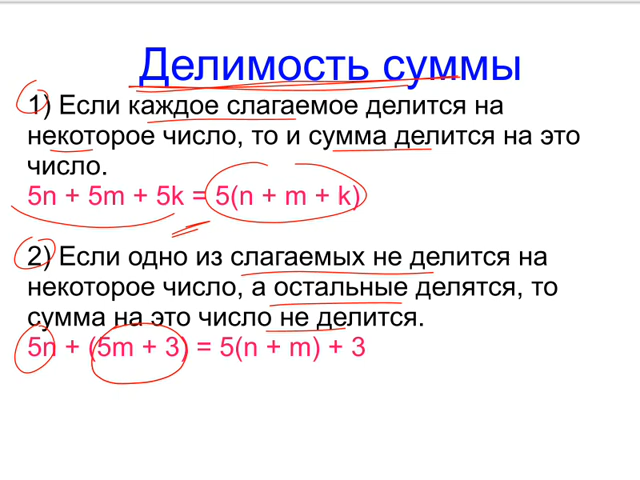 Делимость суммы
1) Если каждое слагаемое делится на
некоторое число, то и сумма делится на это
число.
5n + 5m + 5k = 5(n + m + k)
2) Если одно из слагаемых не делится на
некоторое число, а остальные делятся, то
сумма на это число не делится.
5n + (5m + 3) = 5(n + m) + 3